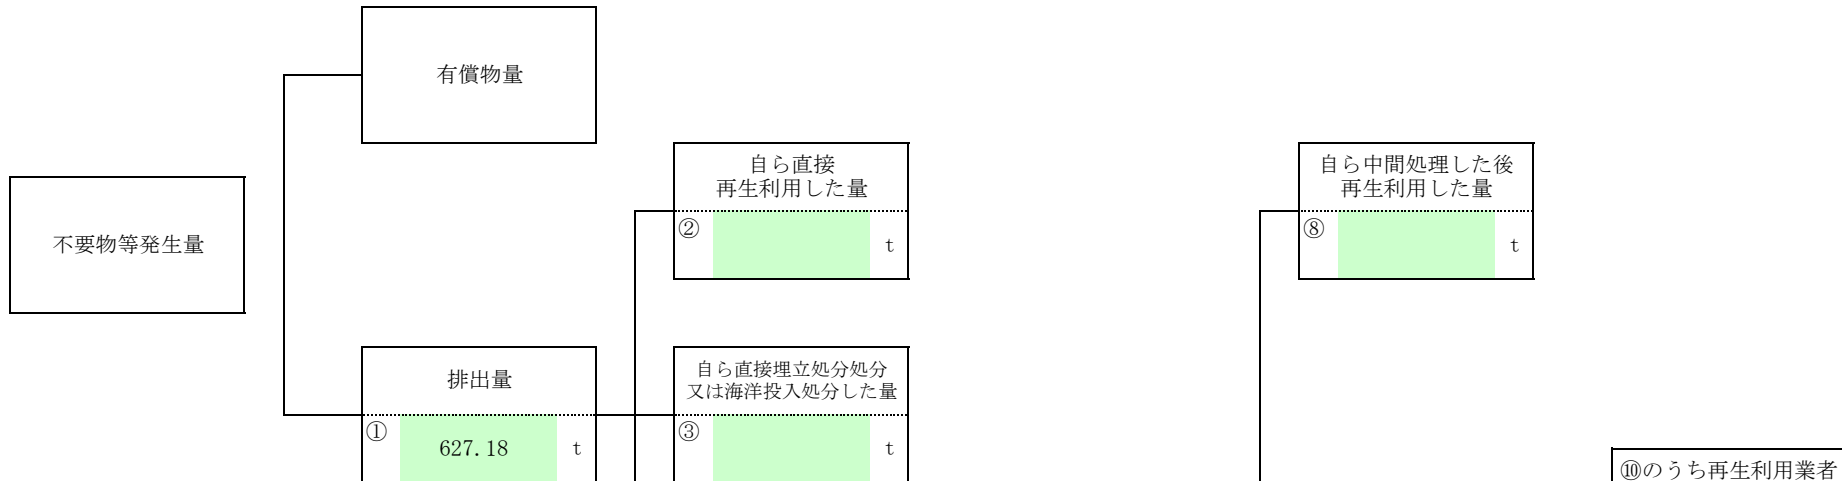 有償物量
自ら直接
再生利用した量
自ら中間処理した後
再生利用した量
不要物等発生量
②
t
⑧
t
排出量
自ら直接埋立処分処分
又は海洋投入処分した量
①
627.18
t
③
t
⑩のうち再生利用業者